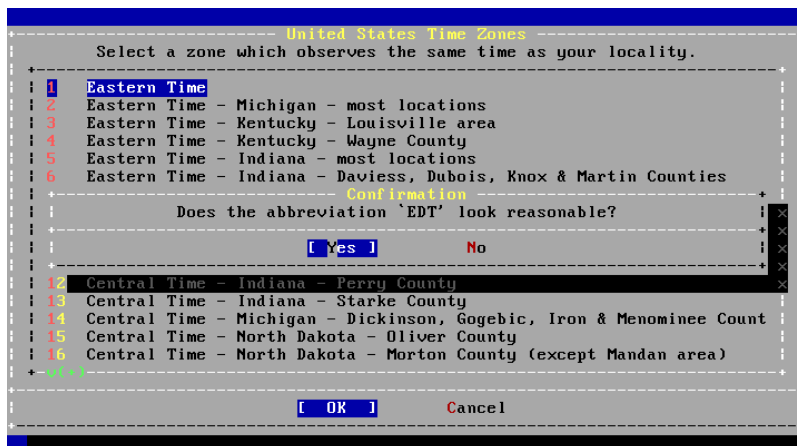 United States Time Zones
Select a zone which observes the same time as your locality.
1 Eastern Time
2 Eastern Time - Michigan - most locations
3 Eastern Time - Kentucky - Louisville area
4 Eastern Time - Kentucky - Wayne County
5 Eastern Time - Indiana - most locations
6 Eastern Time - Indiana - Daviess, Dubois, Knox & Martin Counties
Confirmation
Does the abbreviation `EDT' look reasonable?
[ Yes ] No
12 Central Time - Indiana - Perry County
13 Central Time - Indiana - Starke County
14 Central Time - Michigan - Dickinson, Gogebic, Iron & Menominee Count
15 Central Time - North Dakota - Oliver County
16 Central Time - North Dakota - Morton County (except Mandan area)
v(+)
[ OK ] Cancel